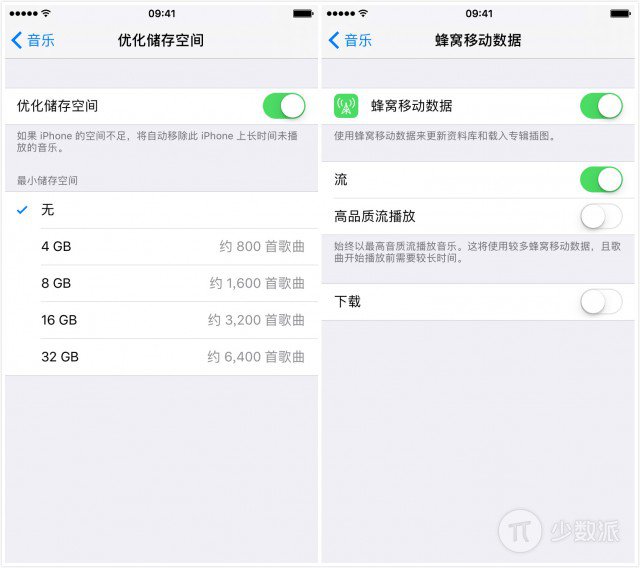 09:41
音乐
优化储存空间
优化储存空间
如果 iPhone 的空间不足，将自动移除此 iPhone 上长时间未播
放的音乐。
最小储存空间
无
4 GB 约 800 首歌曲
8 GB 约 1,600 首歌曲
16 GB 约 3,200 首歌曲
32 GB 约 6,400 首歌曲
09:41
音乐
蜂窝移动数据
蜂窝移动数据
使用蜂窝移动数据来更新资料库和载入专辑插图。
流
高品质流播放
始终以最高音质流播放音乐。这将使用较多蜂窝移动数据，且歌
曲开始播放前需要较长时间。
下载
π 少数派